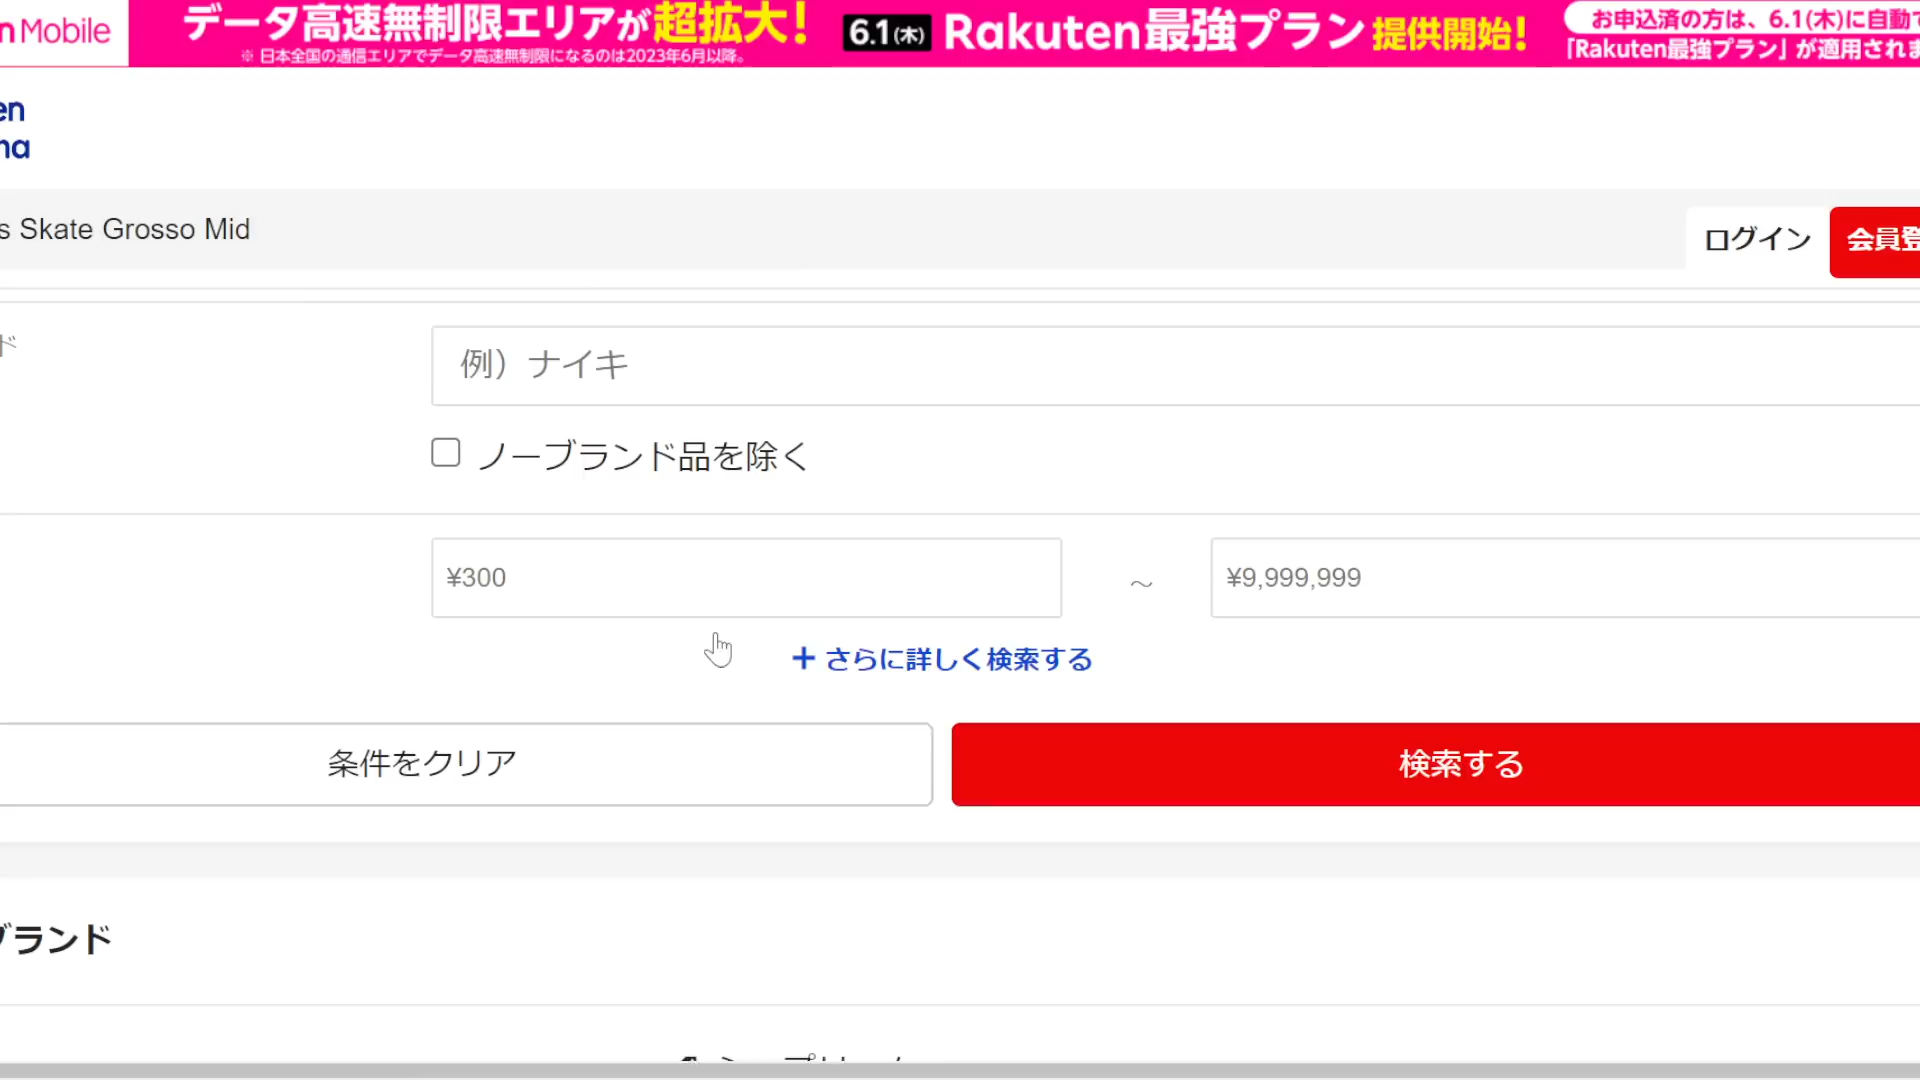 n Mobile
データ高速無制限エリアが超拡大！
※ 日本全国の通信エリアでデータ高速無制限になるのは2023年6月以降。
6.1(木) Rakuten最強プラン 提供開始！
お申込済の方は、6.1(木)に自動で
「Rakuten最強プラン」が適用されま
en
ma
s Skate Grosso Mid
ログイン
会員登
ド
例）ナイキ
ノーブランド品を除く
¥300
～
¥9,999,999
+ さらに詳しく検索する
条件をクリア
検索する
ブランド